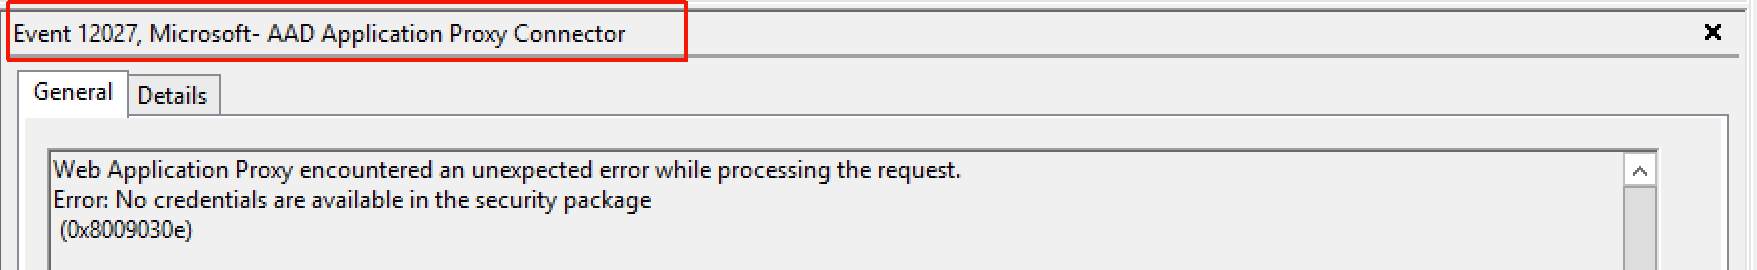 Event 12027, Microsoft- AAD Application Proxy Connector
General
Details
Web Application Proxy encountered an unexpected error while processing the request.
Error: No credentials are available in the security package
(0x8009030e)